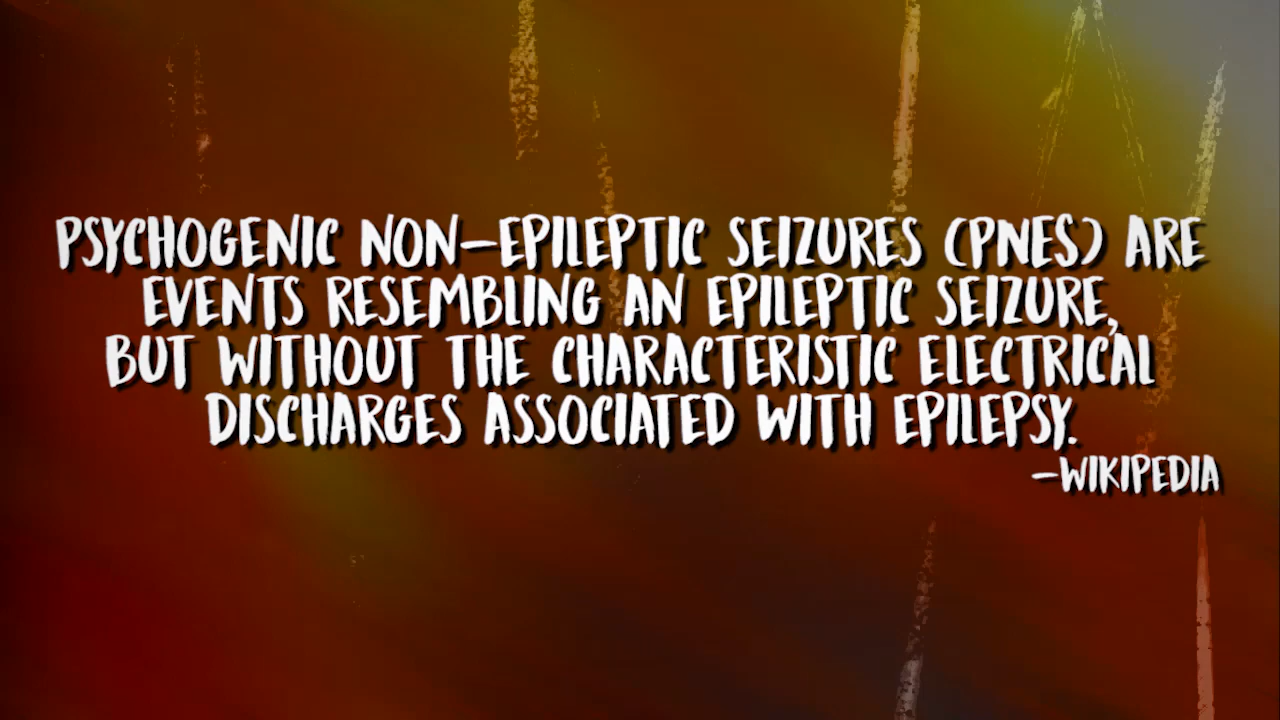 PSYCHOGENIC NON-EPILEPTIC SEIZURES (PNES) ARE
EVENTS RESEMBLING AN EPILEPTIC SEIZURE,
BUT WITHOUT THE CHARACTERISTIC ELECTRICAL
DISCHARGES ASSOCIATED WITH EPILEPSY.
-WIKIPEDIA